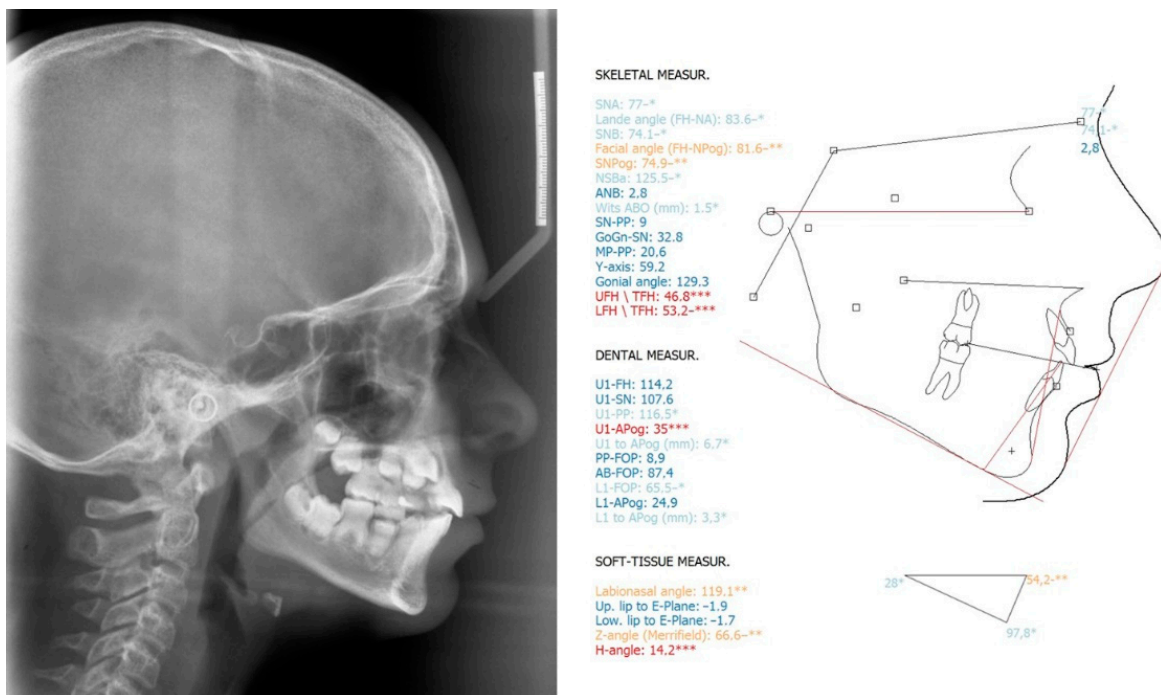 SKELETAL MEASUR.
SNA: 77–*
Lande angle (FH-NA): 83.6–*
SNB: 74.1–*
Facial angle (FH-NPog): 81.6–**
SNPog: 74.9–**
NSBa: 125.5–*
ANB: 2,8
Wits ABO (mm): 1.5*
SN-PP: 9
GoGn-SN: 32.8
MP-PP: 20,6
Y-axis: 59.2
Gonial angle: 129.3
UFH \ TFH: 46.8***
LFH \ TFH: 53.2–***
DENTAL MEASUR.
U1-FH: 114,2
U1-SN: 107.6
U1-PP: 116,5*
U1-APog: 35***
U1 to APog (mm): 6.7*
PP-FOP: 8,9
AB-FOP: 87.4
L1-FOP: 65.5–*
L1-APog: 24.9
L1 to APog (mm): 3,3*
SOFT-TISSUE MEASUR.
Labionasal angle: 119.1**
Up. lip to E-Plane: –1.9
Low. lip to E-Plane: –1.7
Z-angle (Merrifield): 66.6–**
H-angle: 14.2***
77-*
74,1-*
2,8
28*
54,2-**
97,8*